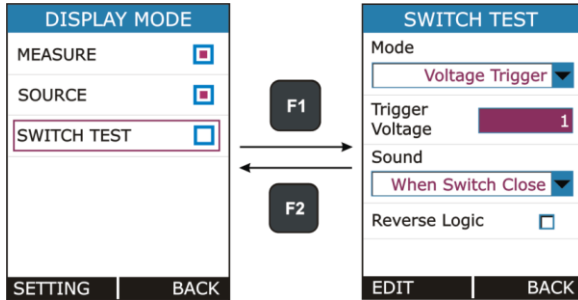 DISPLAY MODE
MEASURE
SOURCE
SWITCH TEST
SETTING
BACK
F1
F2
SWITCH TEST
Mode
Voltage Trigger
Trigger
Voltage
1
Sound
When Switch Close
Reverse Logic
EDIT
BACK